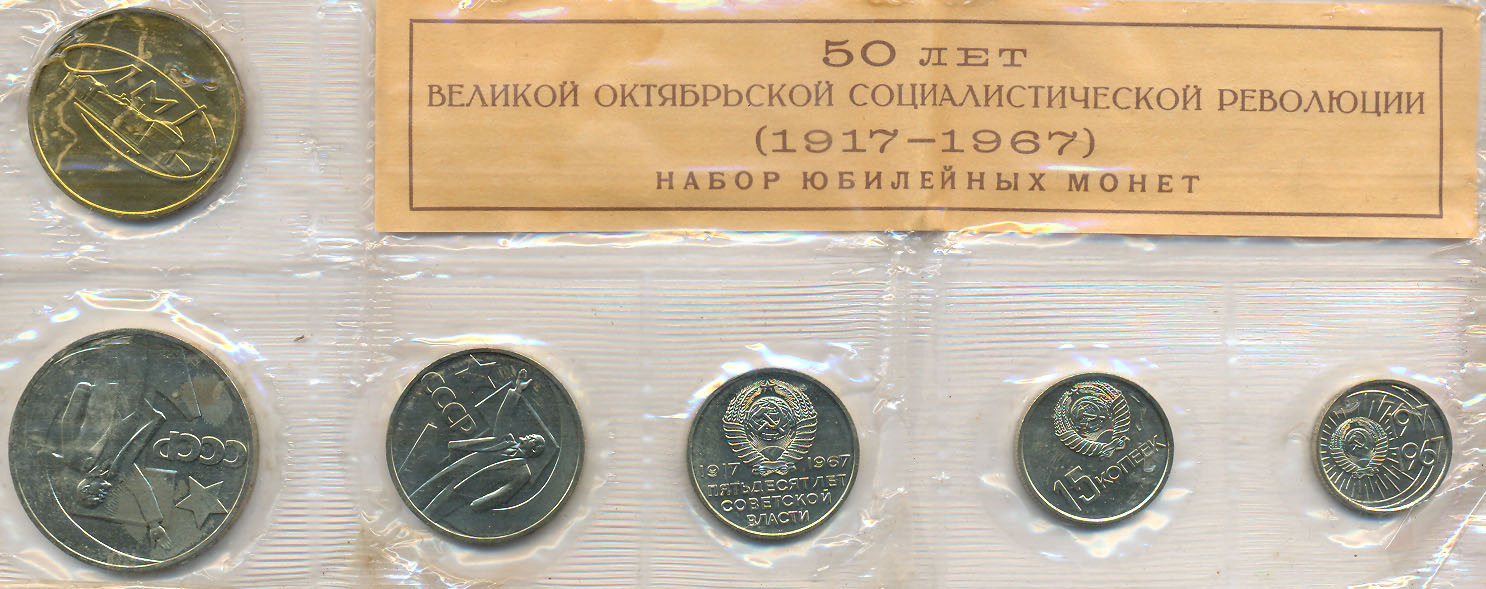 50 ЛЕТ
ВЕЛИКОЙ ОКТЯБРЬСКОЙ СОЦИАЛИСТИЧЕСКОЙ РЕВОЛЮЦИИ
(1917–1967)
НАБОР ЮБИЛЕЙНЫХ МОНЕТ
ЛМД
СССР
СССР
1917 1967
ПЯТЬДЕСЯТ ЛЕТ
СОВЕТСКОЙ
ВЛАСТИ
15 КОПЕЕК
1917
1967